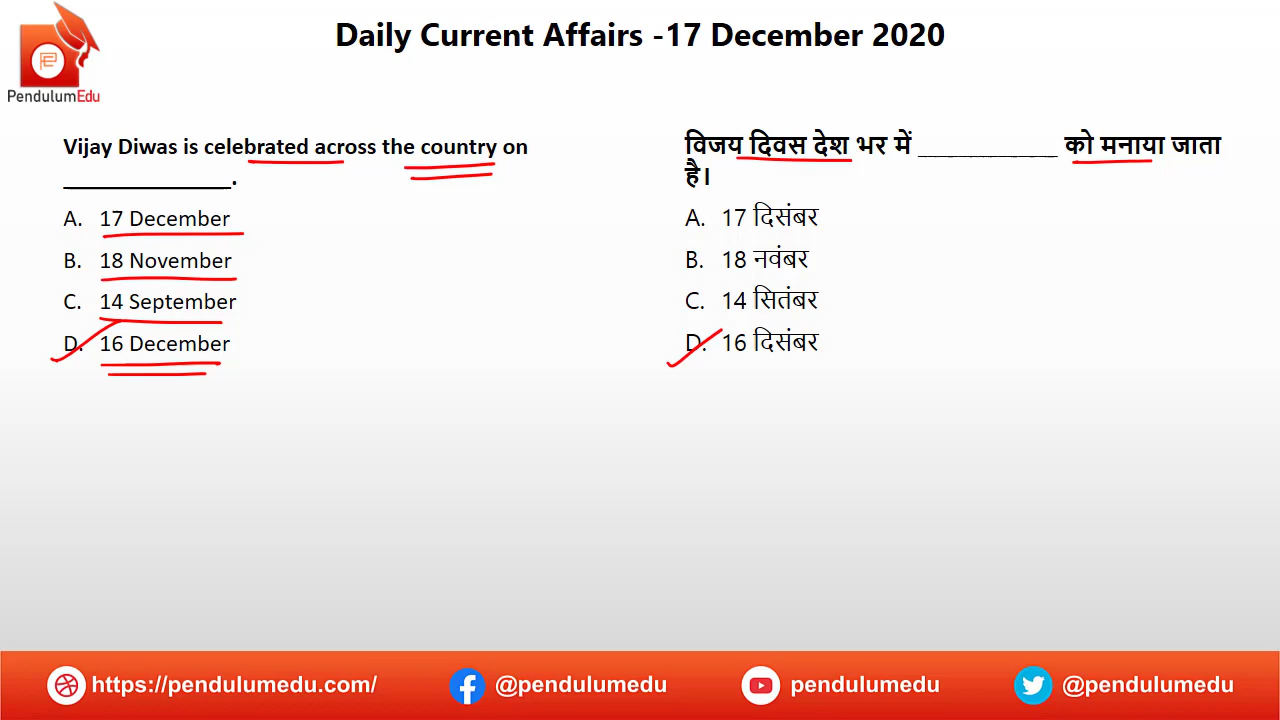 Daily Current Affairs -17 December 2020
PendulumEdu
Vijay Diwas is celebrated across the country on
_____________.
A. 17 December
B. 18 November
C. 14 September
D. 16 December
विजय दिवस देश भर में ___________ को मनाया जाता
है।
A. 17 दिसंबर
B. 18 नवंबर
C. 14 सितंबर
D. 16 दिसंबर
https://pendulumedu.com/
@pendulumedu
pendulumedu
@pendulumedu